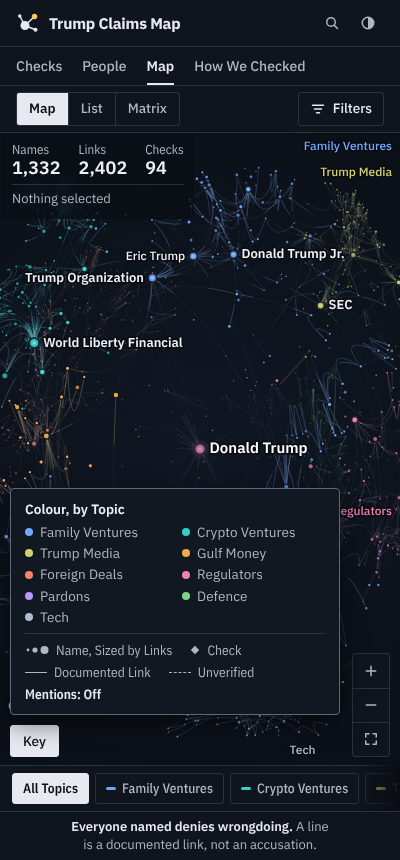 Trump Claims Map
Checks People Map How We Checked
Map List Matrix Filters
Names Links Checks
1,332 2,402 94
Nothing selected
Family Ventures
Trump Media
Eric Trump
Donald Trump Jr.
Trump Organization
SEC
World Liberty Financial
Donald Trump
Colour, by Topic
Family Ventures Crypto Ventures
Trump Media Gulf Money
Foreign Deals Regulators
Pardons Defence
Tech
Name, Sized by Links Check
Documented Link Unverified
Mentions: Off
egulators
Key
Tech
All Topics Family Ventures Crypto Ventures
Everyone named denies wrongdoing. A line
is a documented link, not an accusation.